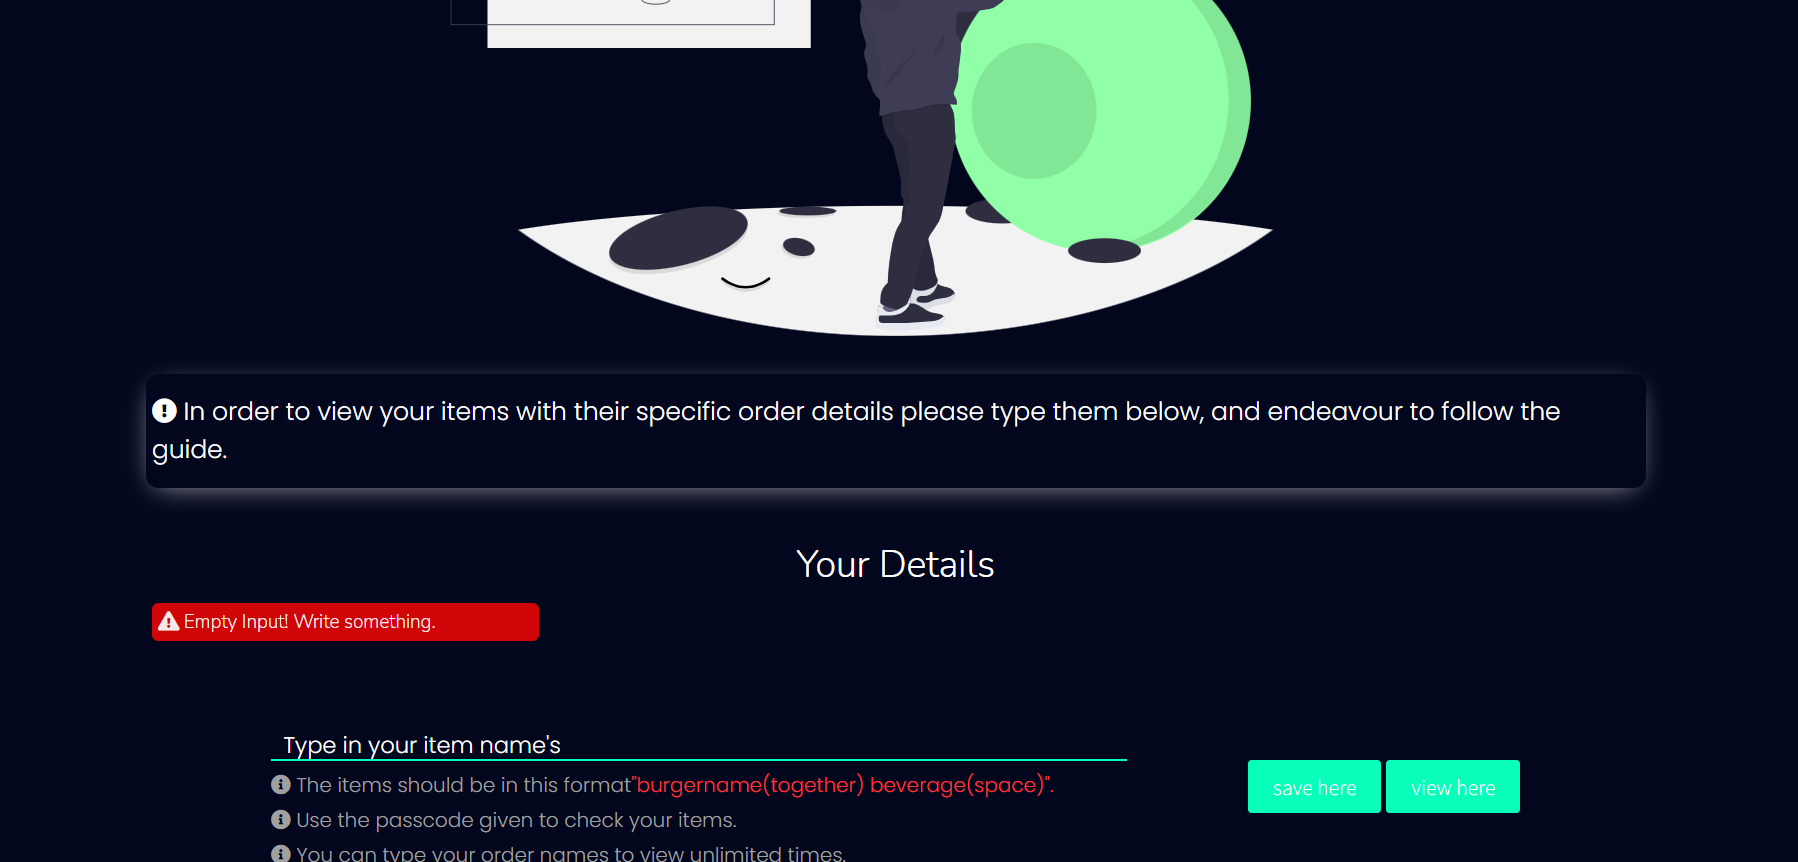 In order to view your items with their specific order details please type them below, and endeavour to follow the
guide.
Your Details
Empty Input! Write something.
Type in your item name's
The items should be in this format"burgername(together) beverage(space)".
Use the passcode given to check your items.
You can type your order names to view unlimited times.
save here
view here